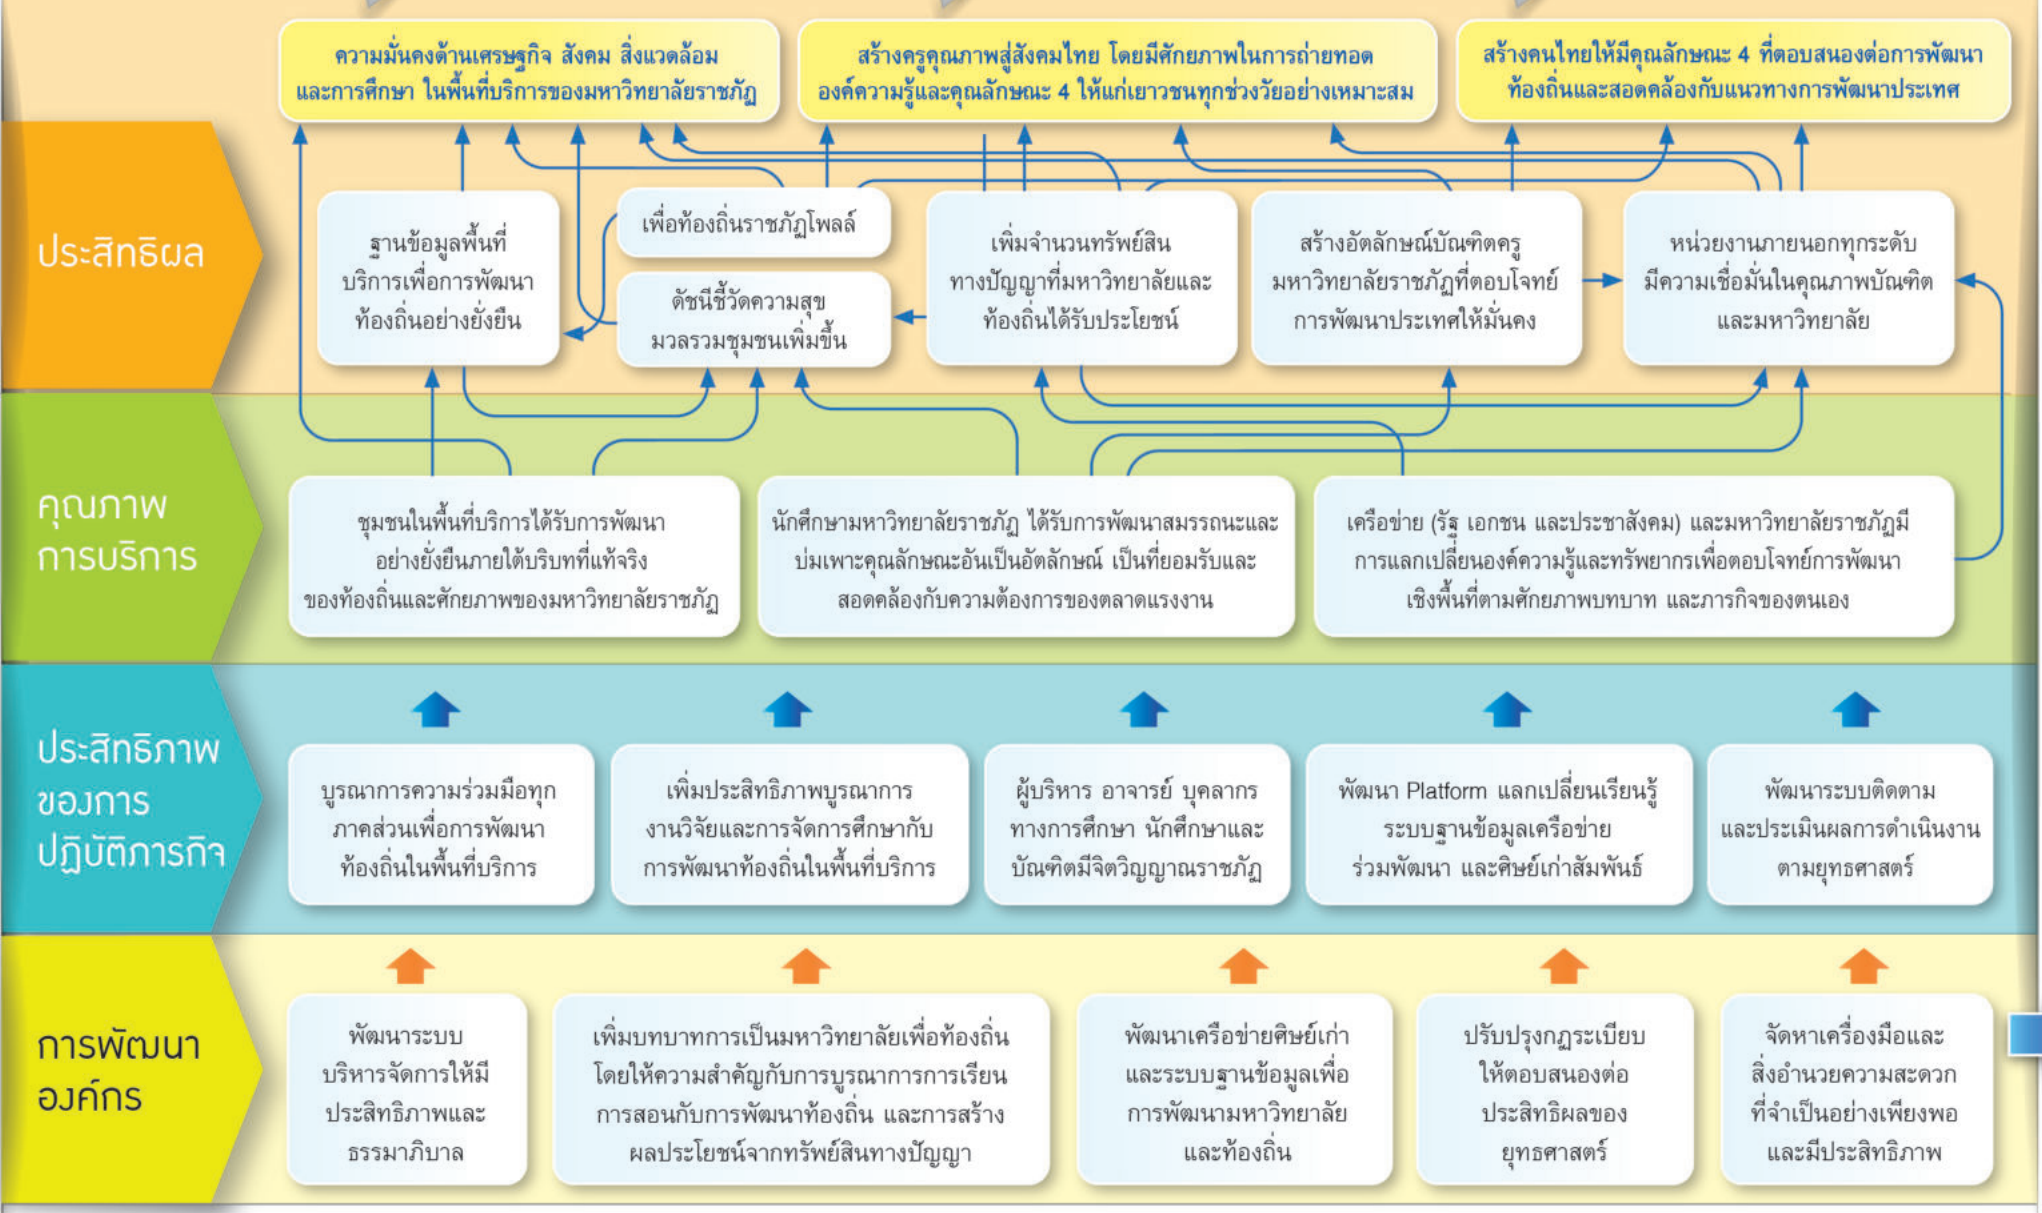 ความมั่นคงด้านเศรษฐกิจ สังคม สิ่งแวดล้อม
และการศึกษา ในพื้นที่บริการของมหาวิทยาลัยราชภัฏ
สร้างครูคุณภาพสู่สังคมไทย โดยมีศักยภาพในการถ่ายทอด
องค์ความรู้และคุณลักษณะ 4 ให้แก่เยาวชนทุกช่วงวัยอย่างเหมาะสม
สร้างคนไทยให้มีคุณลักษณะ 4 ที่ตอบสนองต่อการพัฒนา
ท้องถิ่นและสอดคล้องกับแนวทางการพัฒนาประเทศ
ประสิทธิผล
ฐานข้อมูลพื้นที่
บริการเพื่อการพัฒนา
ท้องถิ่นอย่างยั่งยืน
เพื่อท้องถิ่นราชภัฏโพลล์
ดัชนีชี้วัดความสุข
มวลรวมชุมชนเพิ่มขึ้น
เพิ่มจำนวนทรัพย์สิน
ทางปัญญาที่มหาวิทยาลัยและ
ท้องถิ่นได้รับประโยชน์
สร้างอัตลักษณ์บัณฑิตครู
มหาวิทยาลัยราชภัฏที่ตอบโจทย์
การพัฒนาประเทศให้มั่นคง
หน่วยงานภายนอกทุกระดับ
มีความเชื่อมั่นในคุณภาพบัณฑิต
และมหาวิทยาลัย
คุณภาพ
การบริการ
ชุมชนในพื้นที่บริการได้รับการพัฒนา
อย่างยั่งยืนภายใต้บริบทที่แท้จริง
ของท้องถิ่นและศักยภาพของมหาวิทยาลัยราชภัฏ
นักศึกษามหาวิทยาลัยราชภัฏ ได้รับการพัฒนาสมรรถนะและ
บ่มเพาะคุณลักษณะอันเป็นอัตลักษณ์ เป็นที่ยอมรับและ
สอดคล้องกับความต้องการของตลาดแรงงาน
เครือข่าย (รัฐ เอกชน และประชาสังคม) และมหาวิทยาลัยราชภัฏมี
การแลกเปลี่ยนองค์ความรู้และทรัพยากรเพื่อตอบโจทย์การพัฒนา
เชิงพื้นที่ตามศักยภาพบทบาท และภารกิจของตนเอง
ประสิทธิภาพ
ของการ
ปฏิบัติภารกิจ
บูรณาการความร่วมมือทุก
ภาคส่วนเพื่อการพัฒนา
ท้องถิ่นในพื้นที่บริการ
เพิ่มประสิทธิภาพบูรณาการ
งานวิจัยและการจัดการศึกษากับ
การพัฒนาท้องถิ่นในพื้นที่บริการ
ผู้บริหาร อาจารย์ บุคลากร
ทางการศึกษา นักศึกษาและ
บัณฑิตมีจิตวิญญาณราชภัฏ
พัฒนา Platform แลกเปลี่ยนเรียนรู้
ระบบฐานข้อมูลเครือข่าย
ร่วมพัฒนา และศิษย์เก่าสัมพันธ์
พัฒนาระบบติดตาม
และประเมินผลการดำเนินงาน
ตามยุทธศาสตร์
การพัฒนา
องค์กร
พัฒนาระบบ
บริหารจัดการให้มี
ประสิทธิภาพและ
ธรรมาภิบาล
เพิ่มบทบาทการเป็นมหาวิทยาลัยเพื่อท้องถิ่น
โดยให้ความสำคัญกับการบูรณาการการเรียน
การสอนกับการพัฒนาท้องถิ่น และการสร้าง
ผลประโยชน์จากทรัพย์สินทางปัญญา
พัฒนาเครือข่ายศิษย์เก่า
และระบบฐานข้อมูลเพื่อ
การพัฒนามหาวิทยาลัย
และท้องถิ่น
ปรับปรุงกฎระเบียบ
ให้ตอบสนองต่อ
ประสิทธิผลของ
ยุทธศาสตร์
จัดหาเครื่องมือและ
สิ่งอำนวยความสะดวก
ที่จำเป็นอย่างเพียงพอ
และมีประสิทธิภาพ